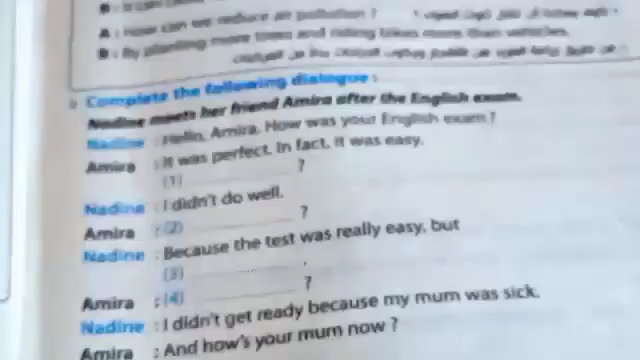 A : How can we reduce air pollution ?
B : By planting more trees and riding bikes more than vehicles.
Complete the following dialogue :
Nadine meets her friend Amira after the English exam.
Nadine : Hello, Amira. How was your English exam ?
Amira : It was perfect. In fact, it was easy.
(1) ?
Nadine : I didn't do well.
Amira : (2) ?
Nadine : Because the test was really easy, but
(3) .
Amira : (4) ?
Nadine : I didn't get ready because my mum was sick.
Amira : And how's your mum now ?